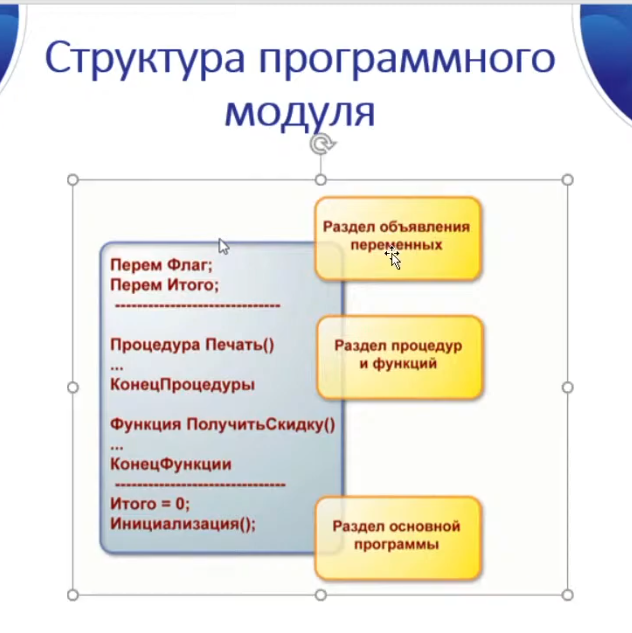 Структура программного
модуля
Раздел объявления
переменных
Перем Флаг;
Перем Итого;
------------------------------
Процедура Печать()
...
КонецПроцедуры
Раздел процедур
и функций
Функция ПолучитьСкидку()
...
КонецФункции
-------------------------------
Итого = 0;
Инициализация();
Раздел основной
программы